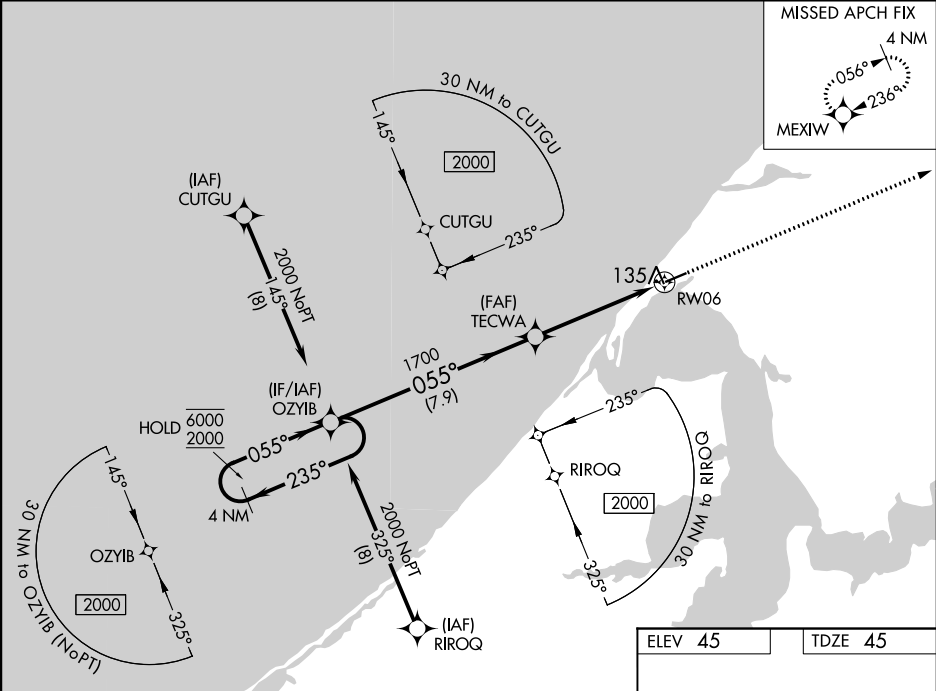 MISSED APCH FIX
4 NM
056°
236°
MEXIW
30 NM to CUTGU
145°
2000
CUTGU
235°
(IAF)
CUTGU
2000 NoPT
145°
(8)
135
RW06
(FAF)
TECWA
1700
055°
(7.9)
(IF/IAF)
OZYIB
HOLD 6000
2000
055°
235°
4 NM
235°
RIROQ
2000
325°
30 NM to RIROQ
145°
OZYIB
2000
325°
30 NM to OZYIB (NoPT)
2000 NoPT
325°
(8)
(IAF)
RIROQ
ELEV 45
TDZE 45